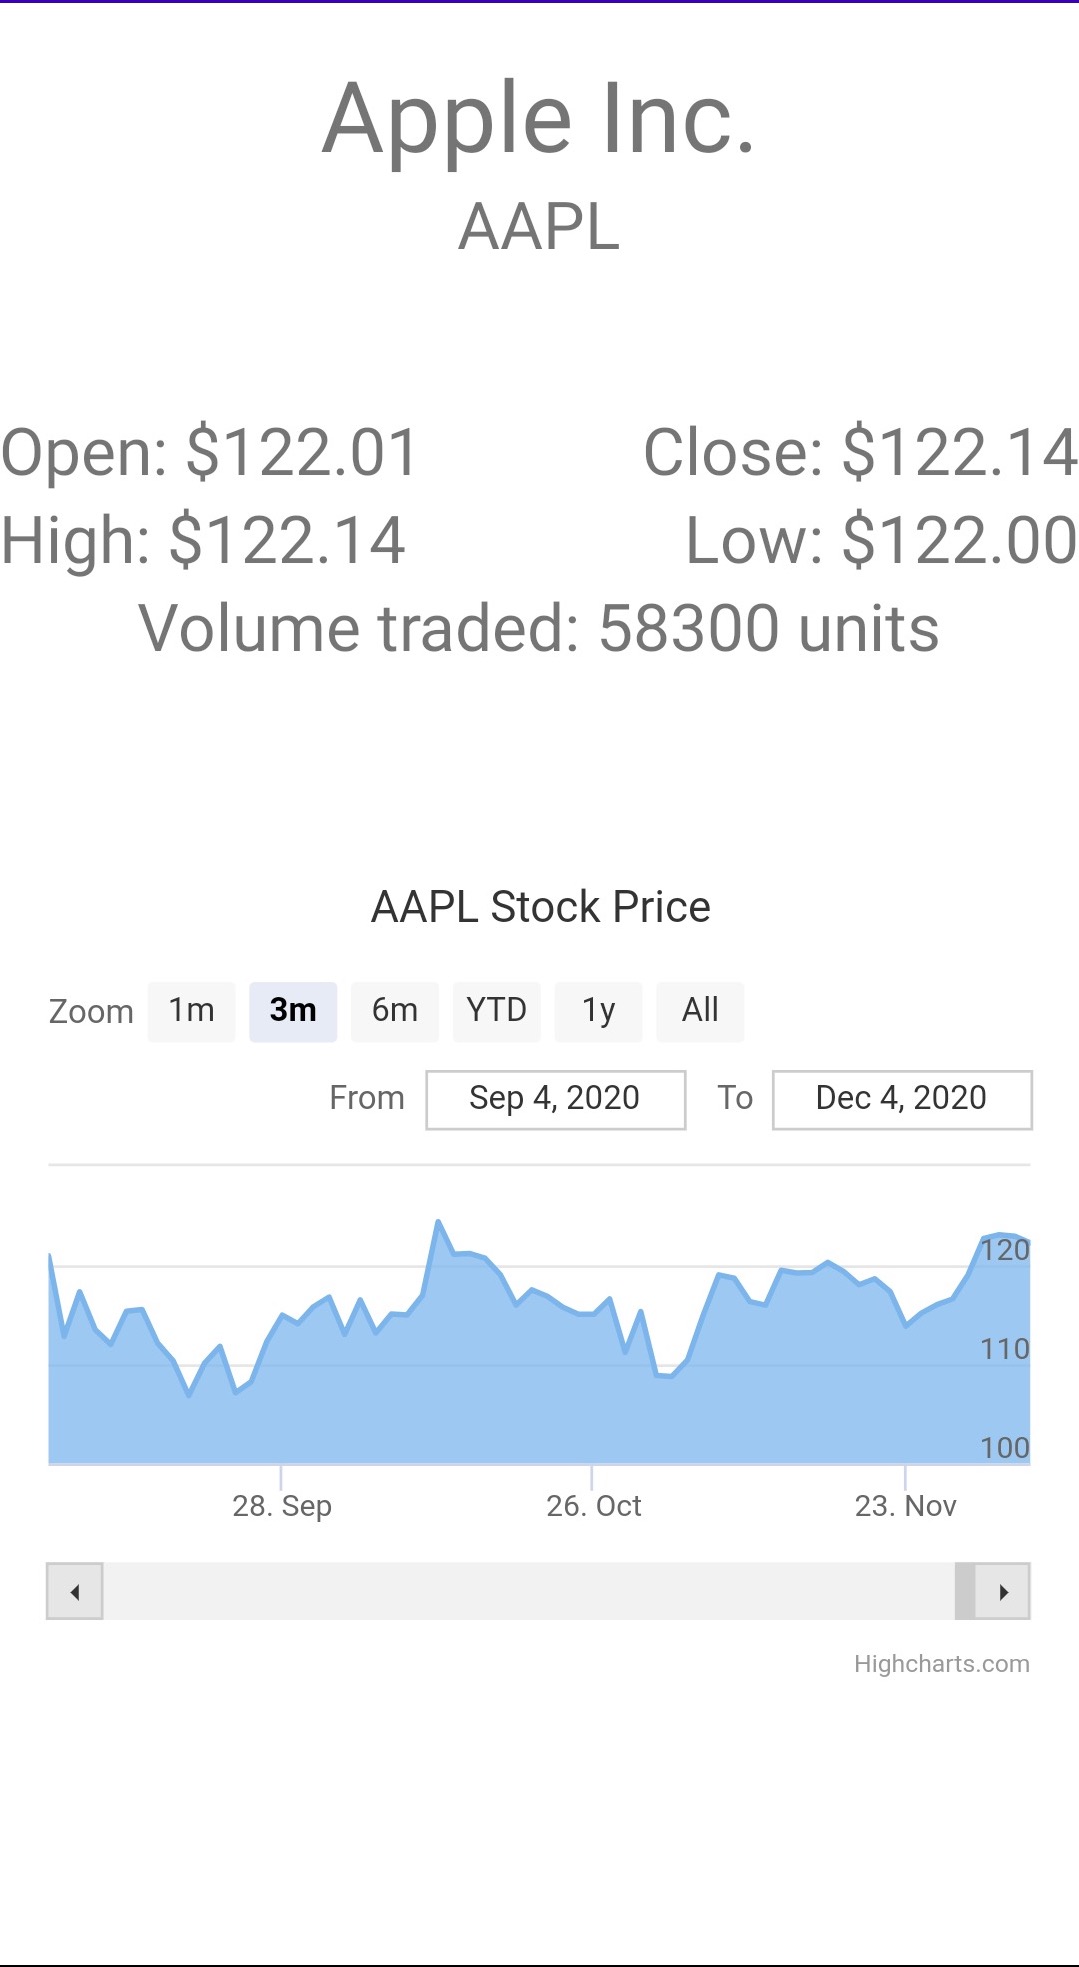 Apple Inc.
AAPL
Open: $122.01 Close: $122.14
High: $122.14 Low: $122.00
Volume traded: 58300 units
AAPL Stock Price
Zoom 1m 3m 6m YTD 1y All
From Sep 4, 2020 To Dec 4, 2020
120
110
100
28. Sep 26. Oct 23. Nov
Highcharts.com